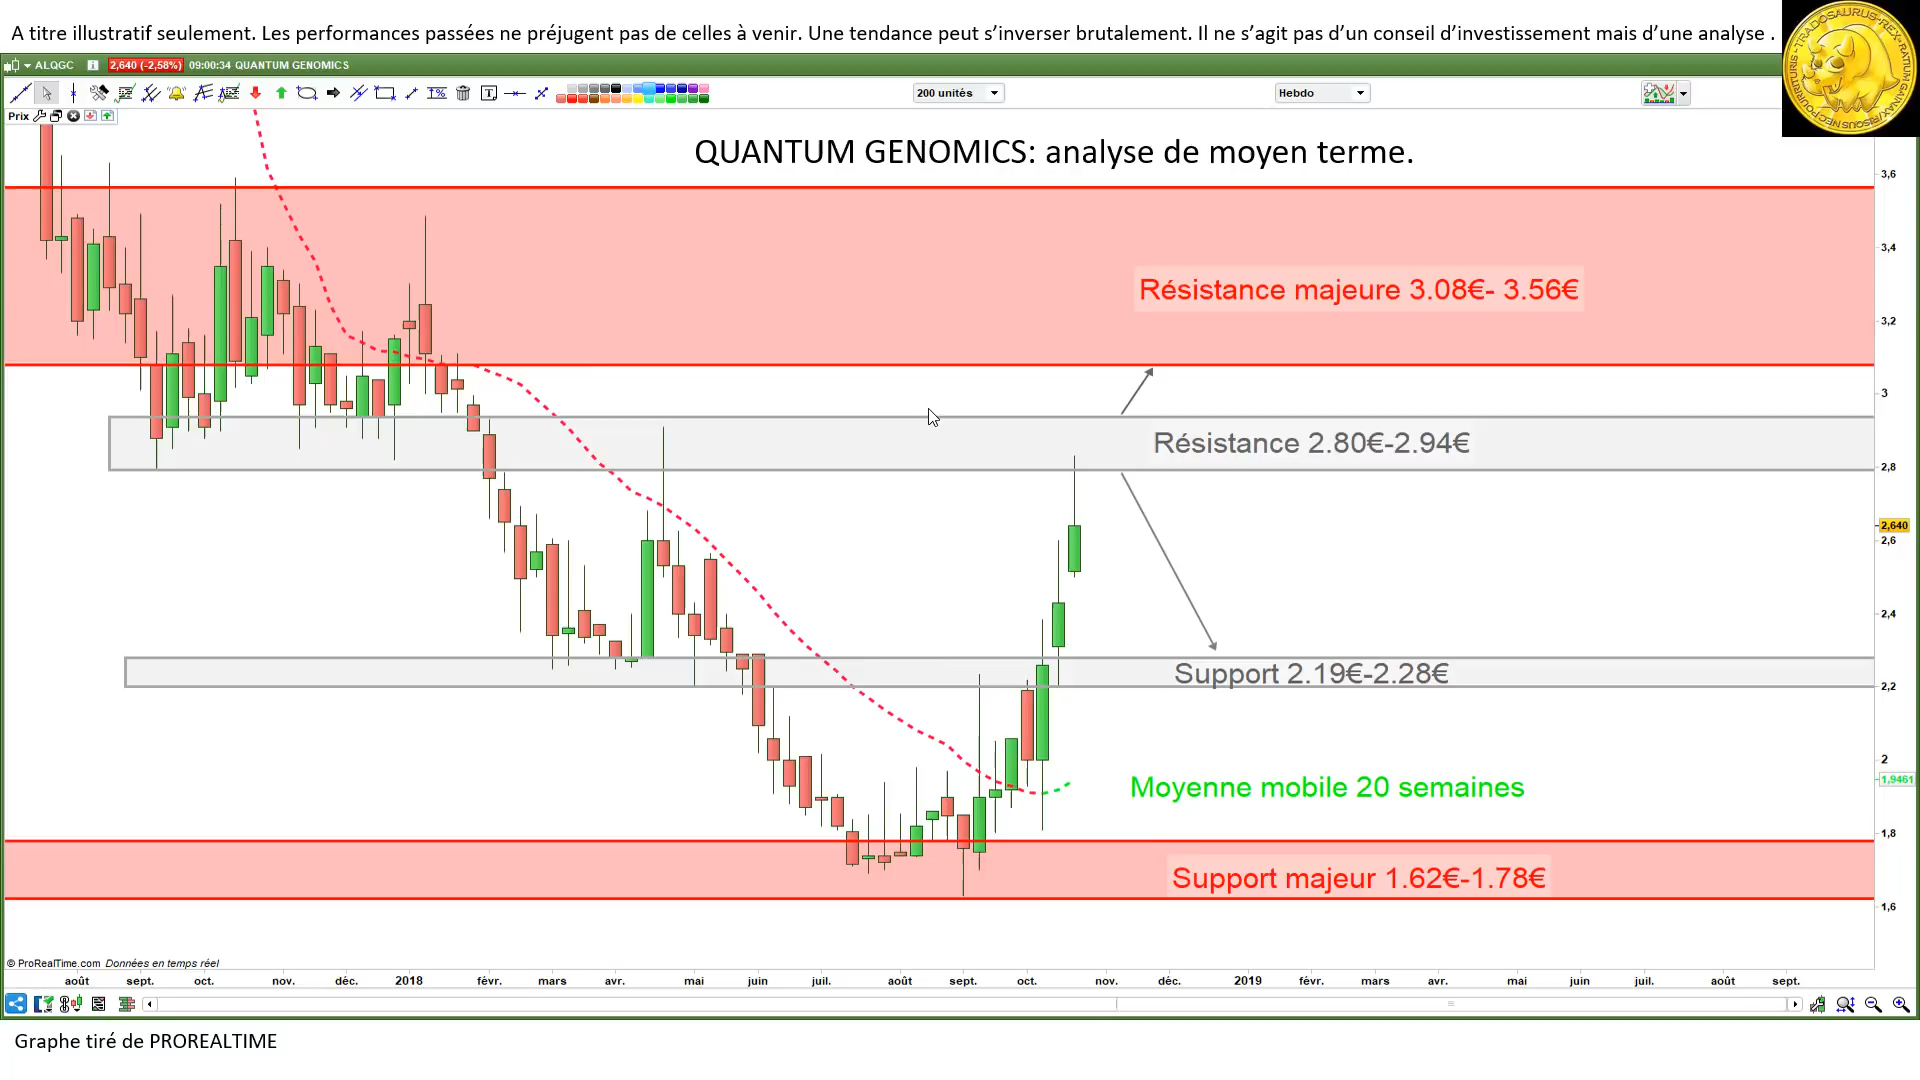 A titre illustratif seulement. Les performances passées ne préjugent pas de celles à venir. Une tendance peut s’inverser brutalement. Il ne s’agit pas d’un conseil d’investissement mais d’une analyse .
ALQGC 2,640 (-2,58%) 09:00:34 QUANTUM GENOMICS
200 unités
Hebdo
Prix
QUANTUM GENOMICS: analyse de moyen terme.
3,6
3,4
Résistance majeure 3.08€- 3.56€
3,2
3
Résistance 2.80€-2.94€
2,8
2,640
2,6
2,4
Support 2.19€-2.28€
2,2
2
1,9461
Moyenne mobile 20 semaines
1,8
Support majeur 1.62€-1.78€
1,6
© ProRealTime.com Données en temps réel
août sept. oct. nov. déc. 2018 févr. mars avr. mai juin juil. août sept. oct. nov. déc. 2019 févr. mars avr. mai juin juil. août sept.
Graphe tiré de PROREALTIME